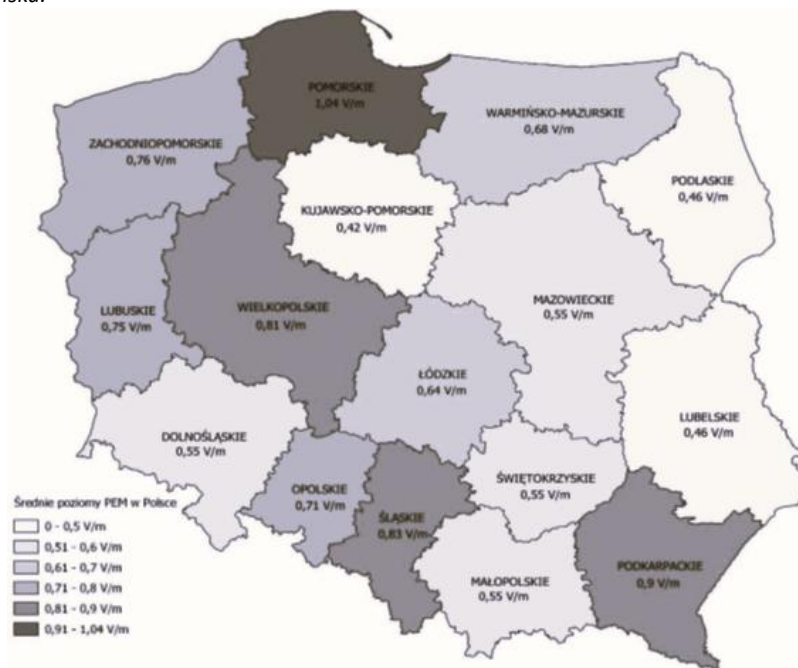 POMORSKIE
1,04 V/m
WARMIŃSKO-MAZURSKIE
0,68 V/m
ZACHODNIOPOMORSKIE
0,76 V/m
PODLASKIE
0,46 V/m
KUJAWSKO-POMORSKIE
0,42 V/m
LUBUSKIE
0,75 V/m
WIELKOPOLSKIE
0,81 V/m
MAZOWIECKIE
0,55 V/m
ŁÓDZKIE
0,64 V/m
LUBELSKIE
0,46 V/m
DOLNOŚLĄSKIE
0,55 V/m
OPOLSKIE
0,71 V/m
ŚLĄSKIE
0,83 V/m
ŚWIĘTOKRZYSKIE
0,55 V/m
MAŁOPOLSKIE
0,55 V/m
PODKARPACKIE
0,9 V/m
Średnie poziomy PEM w Polsce
0 - 0,5 V/m
0,51 - 0,6 V/m
0,61 - 0,7 V/m
0,71 - 0,8 V/m
0,81 - 0,9 V/m
0,91 - 1,04 V/m